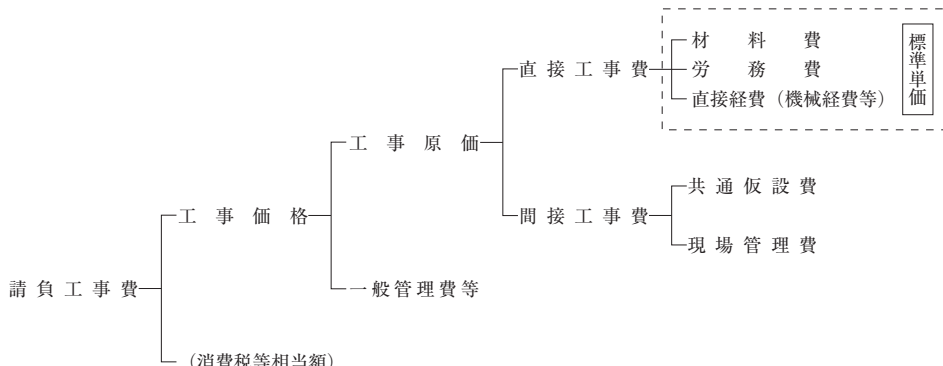 材料費
標準単価
直接工事費
労務費
直接経費（機械経費等）
工事原価
共通仮設費
工事価格
間接工事費
現場管理費
請負工事費
一般管理費等
（消費税等相当額）